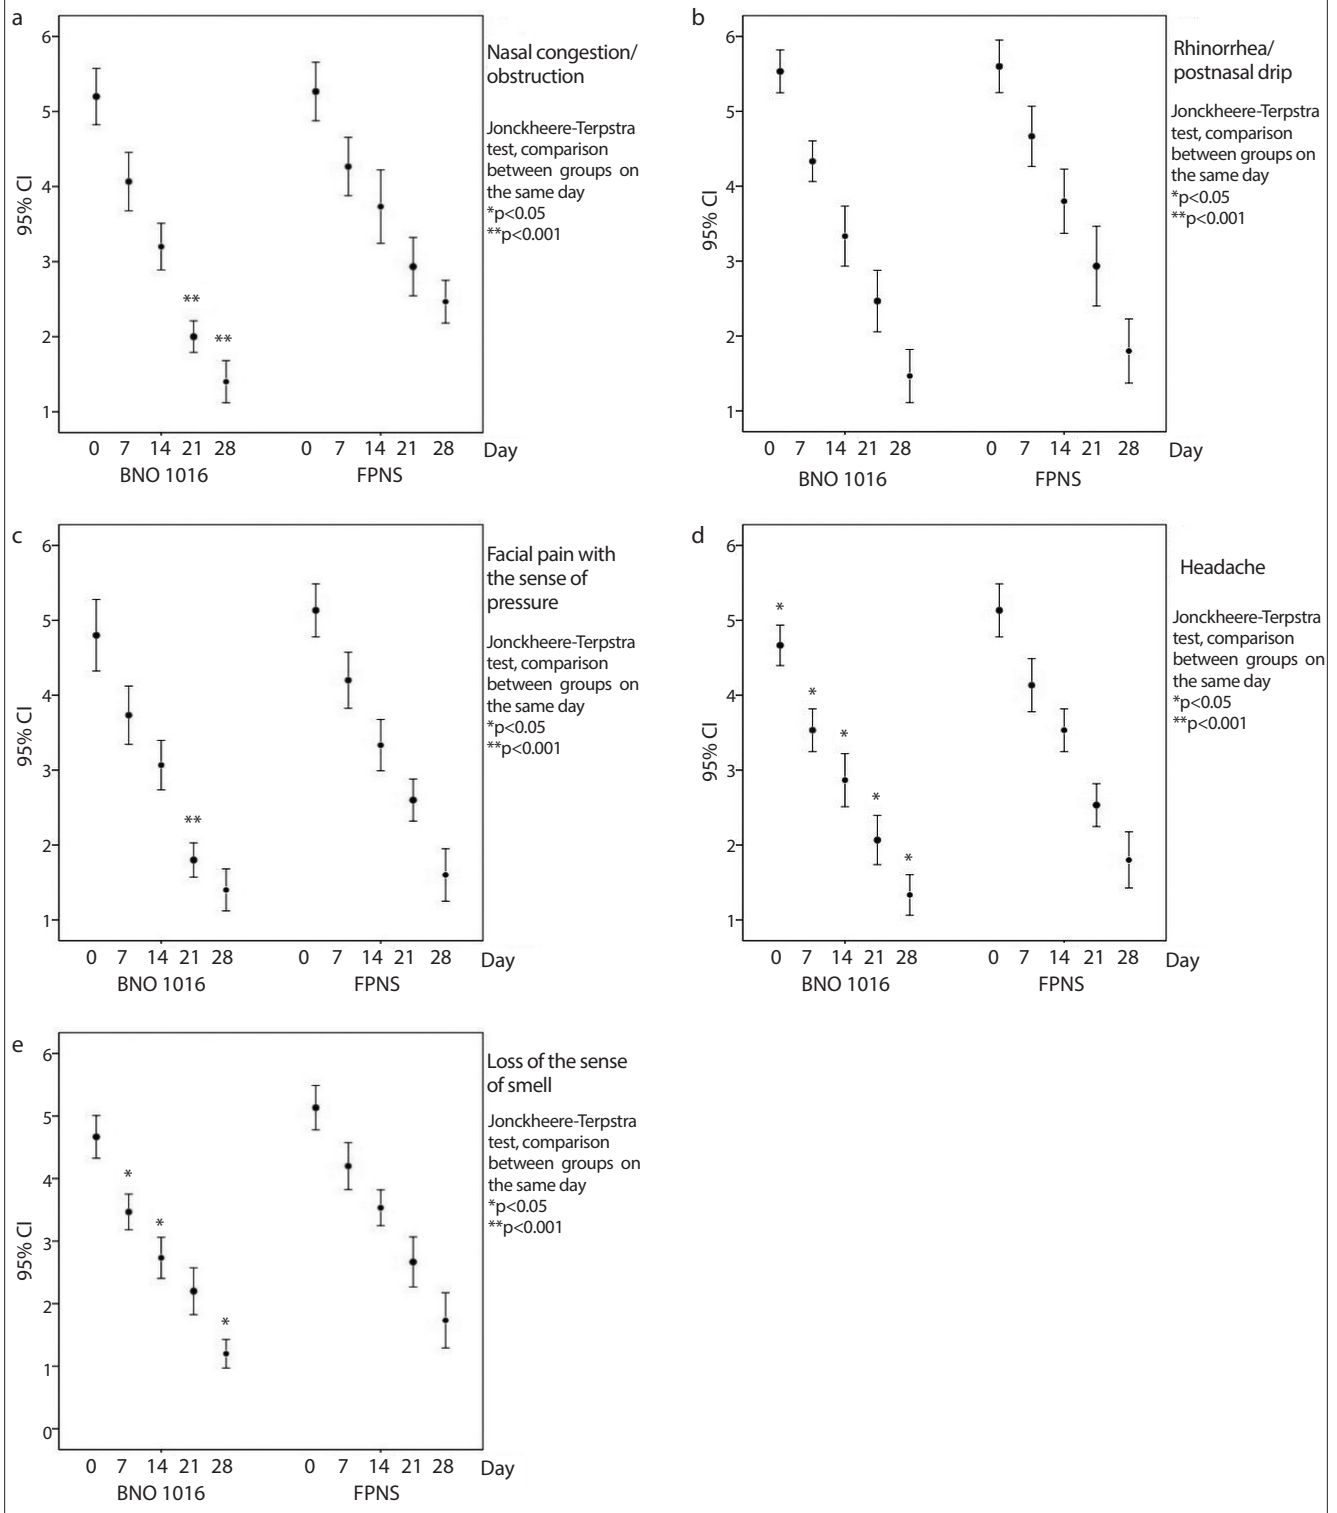 a
6
5
4
3
2
1
95% CI
** **
0 7 14 21 28 0 7 14 21 28 Day
BNO 1016 FPNS
Nasal congestion/
obstruction
Jonckheere-Terpstra
test, comparison
between groups on
the same day
*p<0.05
**p<0.001
b
6
5
4
3
2
1
95% CI
0 7 14 21 28 0 7 14 21 28 Day
BNO 1016 FPNS
Rhinorrhea/
postnasal drip
Jonckheere-Terpstra
test, comparison
between groups on
the same day
*p<0.05
**p<0.001
c
6
5
4
3
2
1
95% CI
**
0 7 14 21 28 0 7 14 21 28 Day
BNO 1016 FPNS
Facial pain with
the sense of
pressure
Jonckheere-Terpstra
test, comparison
between groups on
the same day
*p<0.05
**p<0.001
d
6
5
4
3
2
1
95% CI
* * * * *
0 7 14 21 28 0 7 14 21 28 Day
BNO 1016 FPNS
Headache
Jonckheere-Terpstra
test, comparison
between groups on
the same day
*p<0.05
**p<0.001
e
6
5
4
3
2
1
0
95% CI
* * *
0 7 14 21 28 0 7 14 21 28 Day
BNO 1016 FPNS
Loss of the sense
of smell
Jonckheere-Terpstra
test, comparison
between groups on
the same day
*p<0.05
**p<0.001